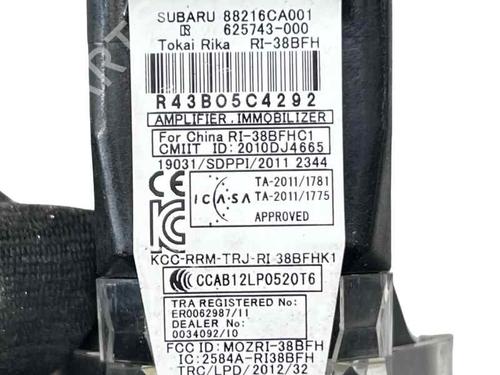 SUBARU 88216CA001
R 625743-000
Tokai Rika RI-38BFH
R43B05C4292
AMPLIFIER.IMMOBILIZER
For China RI-38BFHC1
CMIIT ID:2010DJ4665
19031/SDPPI/2011 2344
ICASA
TA-2011/1781
TA-2011/1775
APPROVED
KCC-RRM-TRJ-RI-38BFHK1
CCAB12LP0520T6
TRA REGISTERED No:
ER0062987/11
DEALER No:
0034092/10
FCC ID:MOZRI-38BFH
IC:2584A-RI38BFH
TRC/LPD/2012/32